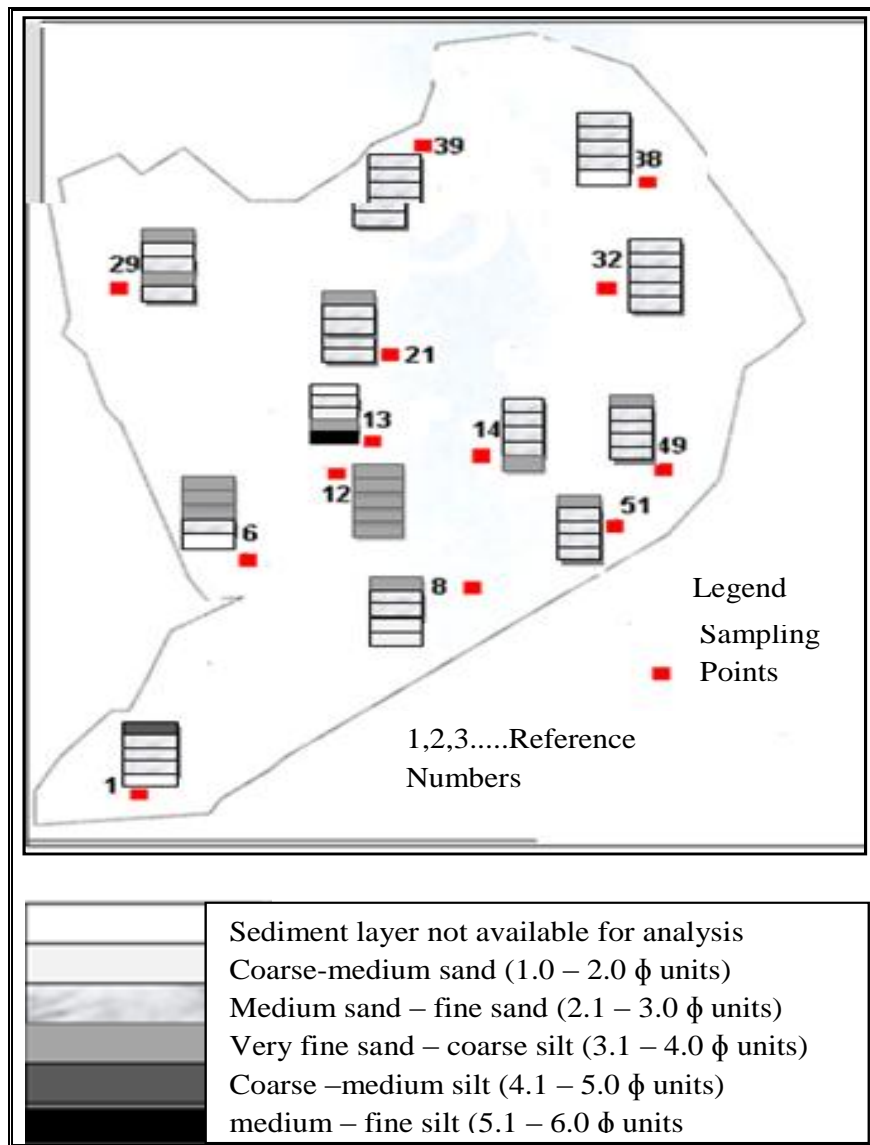 39
38
29
32
21
13
14
49
12
51
6
8
Legend
Sampling
Points
1,2,3.....Reference
Numbers
1
Sediment layer not available for analysis
Coarse-medium sand (1.0 – 2.0 ϕ units)
Medium sand – fine sand (2.1 – 3.0 ϕ units)
Very fine sand – coarse silt (3.1 – 4.0 ϕ units)
Coarse –medium silt (4.1 – 5.0 ϕ units)
medium – fine silt (5.1 – 6.0 ϕ units